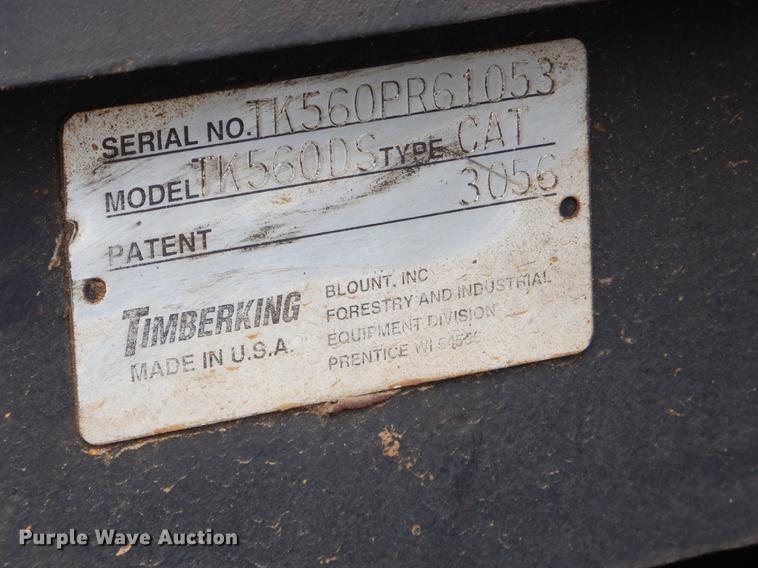 SERIAL NO. TK560PR61053
MODEL TK560DS TYPE CAT
PATENT 3056
TIMBERKING
MADE IN U.S.A.
BLOUNT, INC
FORESTRY AND INDUSTRIAL
EQUIPMENT DIVISION
PRENTICE WI
Purple Wave Auction